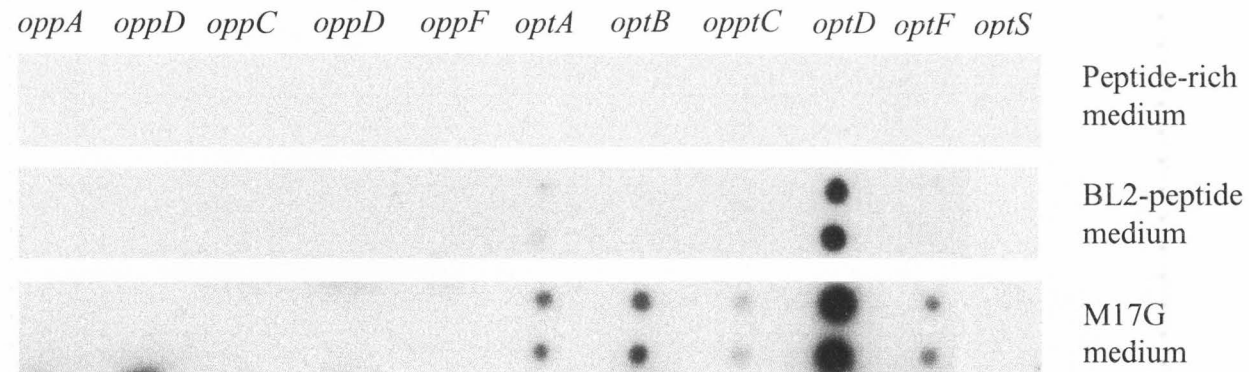 oppA oppD oppC oppD oppF optA optB opptC optD optF optS
Peptide-rich
medium
BL2-peptide
medium
M17G
medium